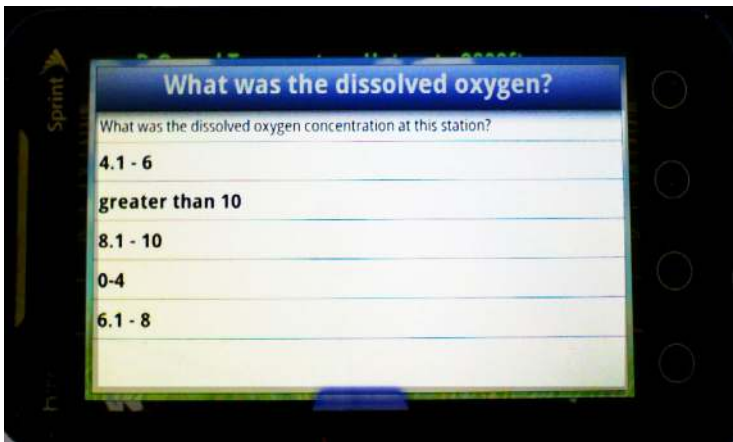 Sprint
What was the dissolved oxygen?
What was the dissolved oxygen concentration at this station?
4.1 - 6
greater than 10
8.1 - 10
0-4
6.1 - 8